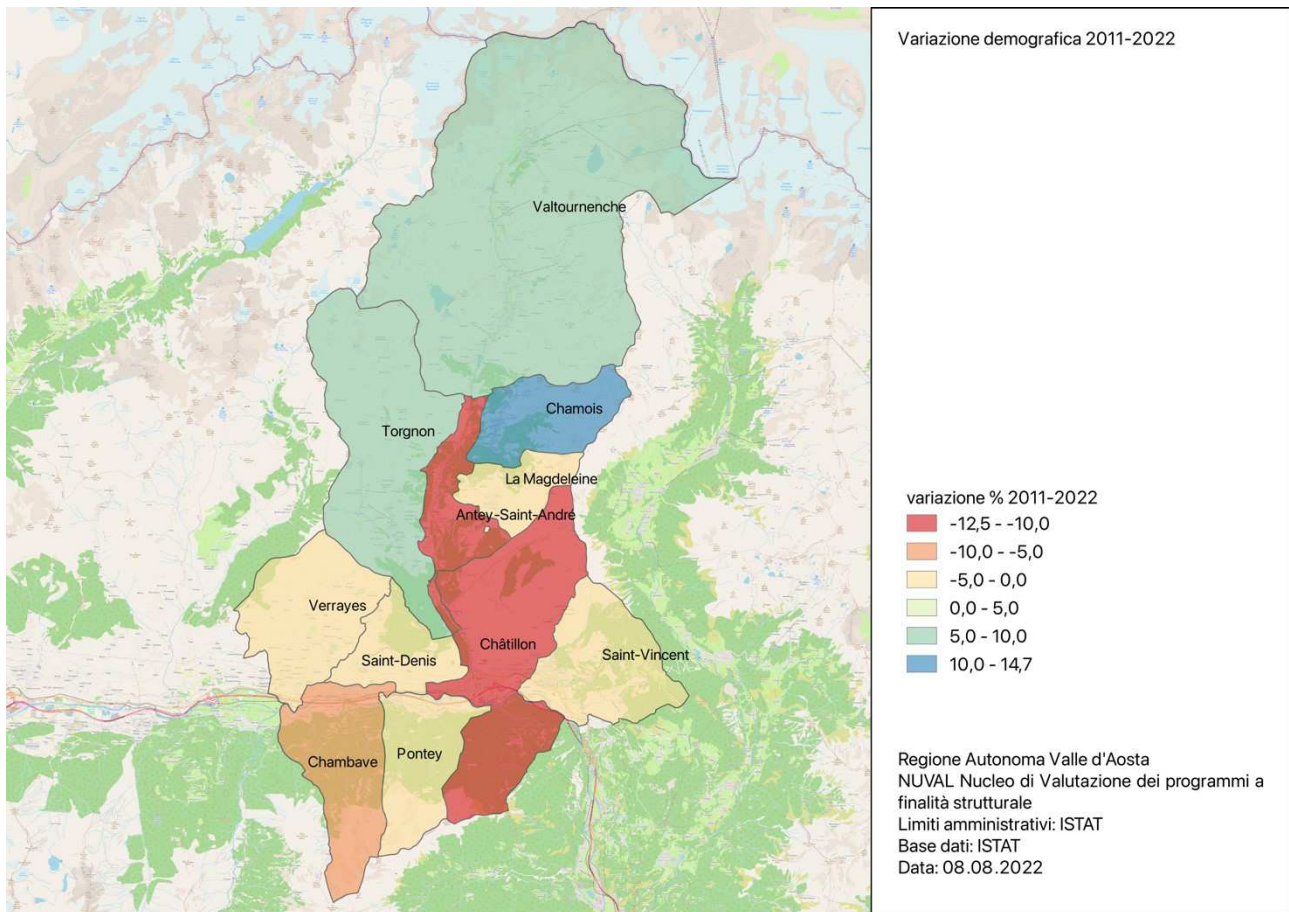 Variazione demografica 2011-2022
Valtournenche
Chamois
Torgnon
La Magdeleine
Antey-Saint-André
Verrayes
Châtillon
Saint-Denis
Saint-Vincent
Chambave
Pontey
variazione % 2011-2022
-12,5 - -10,0
-10,0 - -5,0
-5,0 - 0,0
0,0 - 5,0
5,0 - 10,0
10,0 - 14,7
Regione Autonoma Valle d'Aosta
NUVAL Nucleo di Valutazione dei programmi a
finalità strutturale
Limiti amministrativi: ISTAT
Base dati: ISTAT
Data: 08.08.2022